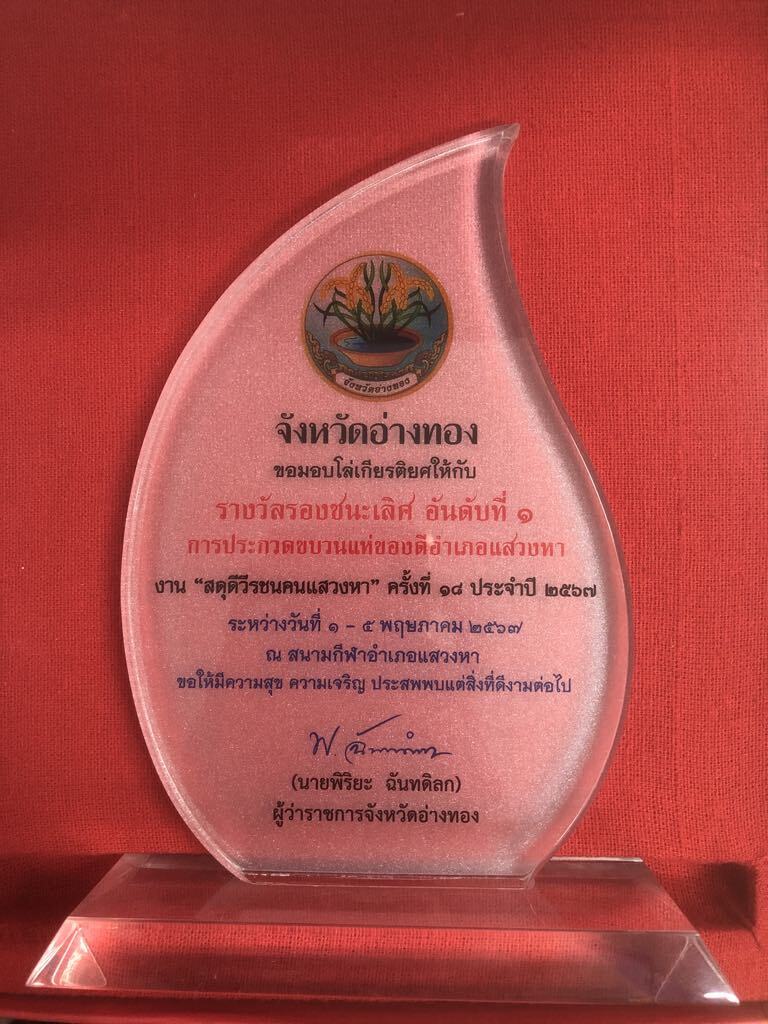 จังหวัดอ่างทอง
จังหวัดอ่างทอง
ขอมอบโล่เกียรติยศให้กับ
รางวัลรองชนะเลิศ อันดับที่ ๑
การประกวดขบวนแห่ของดีอำเภอแสวงหา
งาน “สดุดีวีรชนคนแสวงหา” ครั้งที่ ๑๘ ประจำปี ๒๕๖๗
ระหว่างวันที่ ๑ - ๕ พฤษภาคม ๒๕๖๗
ณ สนามกีฬาอำเภอแสวงหา
ขอให้มีความสุข ความเจริญ ประสพพบแต่สิ่งที่ดีงามต่อไป
(นายพิริยะ ฉันทดิลก)
ผู้ว่าราชการจังหวัดอ่างทอง